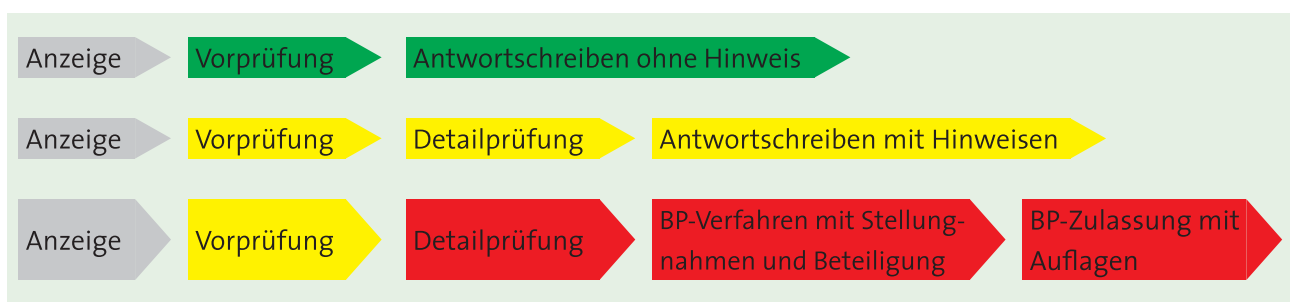 Anzeige Vorprüfung Antwortschreiben ohne Hinweis
Anzeige Vorprüfung Detailprüfung Antwortschreiben mit Hinweisen
Anzeige Vorprüfung Detailprüfung
BP-Verfahren mit Stellung-
nahmen und Beteiligung
BP-Zulassung mit
Auflagen